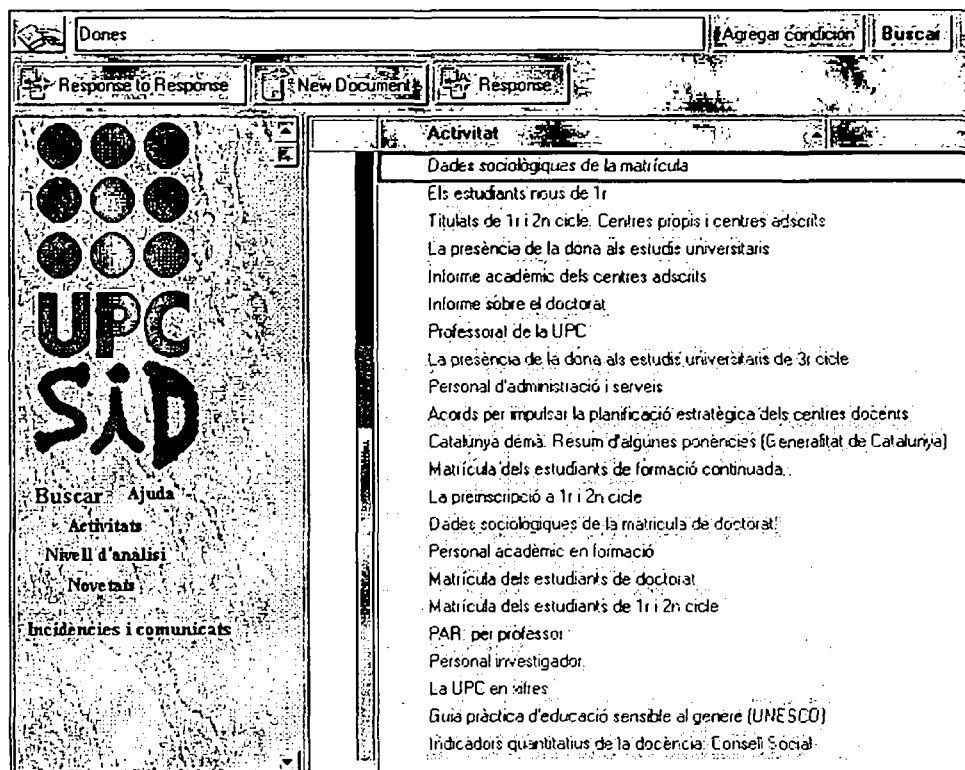 Dones Agregar condición Buscar
Response to Response New Document Response
Activitat
Dades sociològiques de la matrícula
Els estudiants nous de 1r
Titulats de 1r i 2n cicle. Centres propis i centres adscrits
La presència de la dona als estudis universitaris
Informe acadèmic dels centres adscrits
Informe sobre el doctorat
Professorat de la UPC
La presència de la dona als estudis universitaris de 3r cicle
Personal d'administració i serveis
Acords per impulsar la planificació estratègica dels centres docents
Catalunya demà. Resum d'algunes ponències (Generalitat de Catalunya)
Matrícula dels estudiants de formació continuada
La preinscripció a 1r i 2n cicle
Dades sociològiques de la matrícula de doctorat
Personal acadèmic en formació
Matrícula dels estudiants de doctorat
Matrícula dels estudiants de 1r i 2n cicle
PAR per professor
Personal investigador
La UPC en xifres
Guia pràctica d'educació sensible al genere (UNESCO)
Indicadors quantitatius de la docència. Consell Social
UPC
SiD
Buscar Ajuda
Activitats
Nivell d'anàlisi
Novetats
Incidències i comunicats